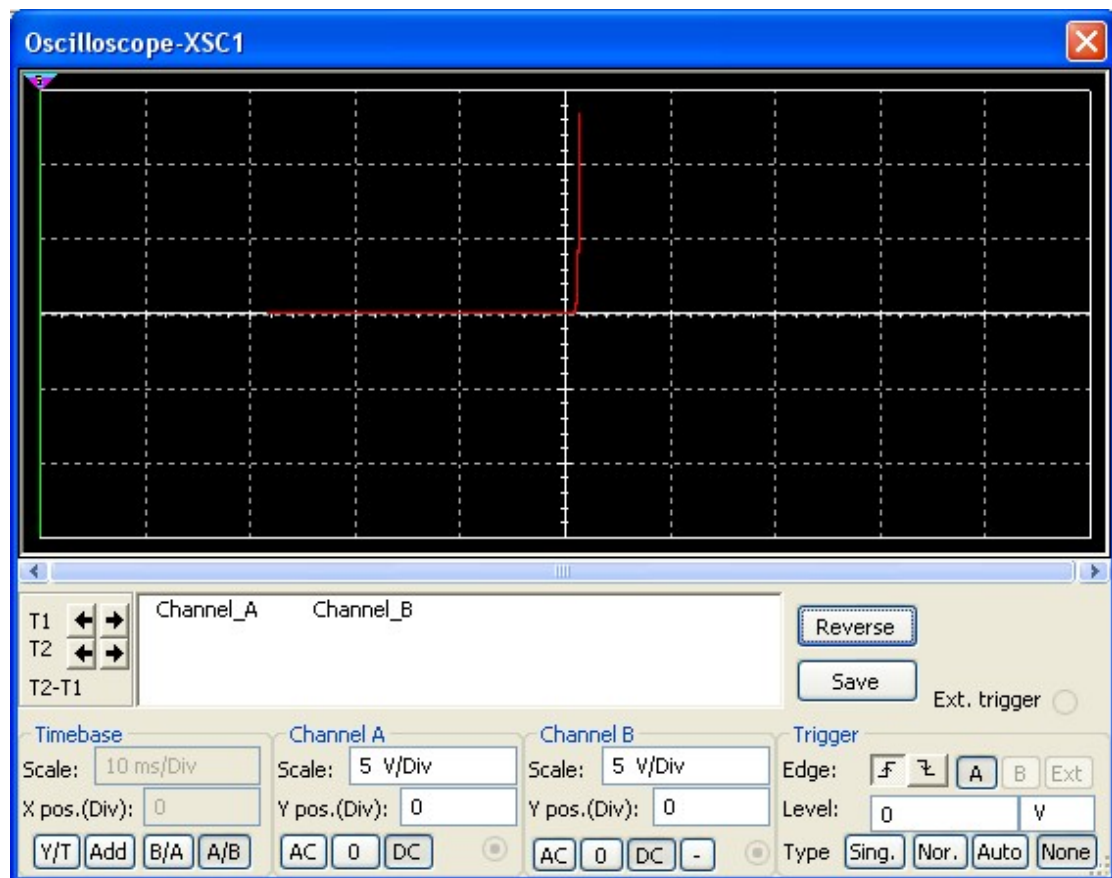 Oscilloscope-XSC1
Channel_A Channel_B
T1
T2
T2-T1
Reverse
Save
Ext. trigger
Timebase Channel A Channel B Trigger
Scale: 10 ms/Div Scale: 5 V/Div Scale: 5 V/Div Edge: A B Ext
X pos.(Div): 0 Y pos.(Div): 0 Y pos.(Div): 0 Level: 0 V
Y/T Add B/A A/B AC 0 DC AC 0 DC - Type Sing. Nor. Auto None